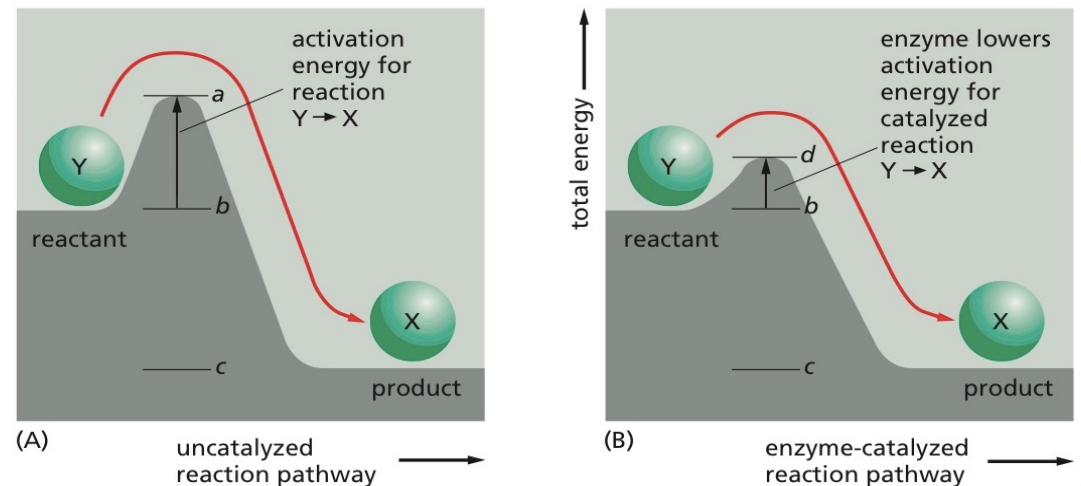 activation
energy for
reaction
Y → X
a
Y
b
reactant
X
c
product
(A)
uncatalyzed
reaction pathway
total energy
enzyme lowers
activation
energy for
catalyzed
reaction
Y → X
d
Y
b
reactant
X
c
product
(B)
enzyme-catalyzed
reaction pathway